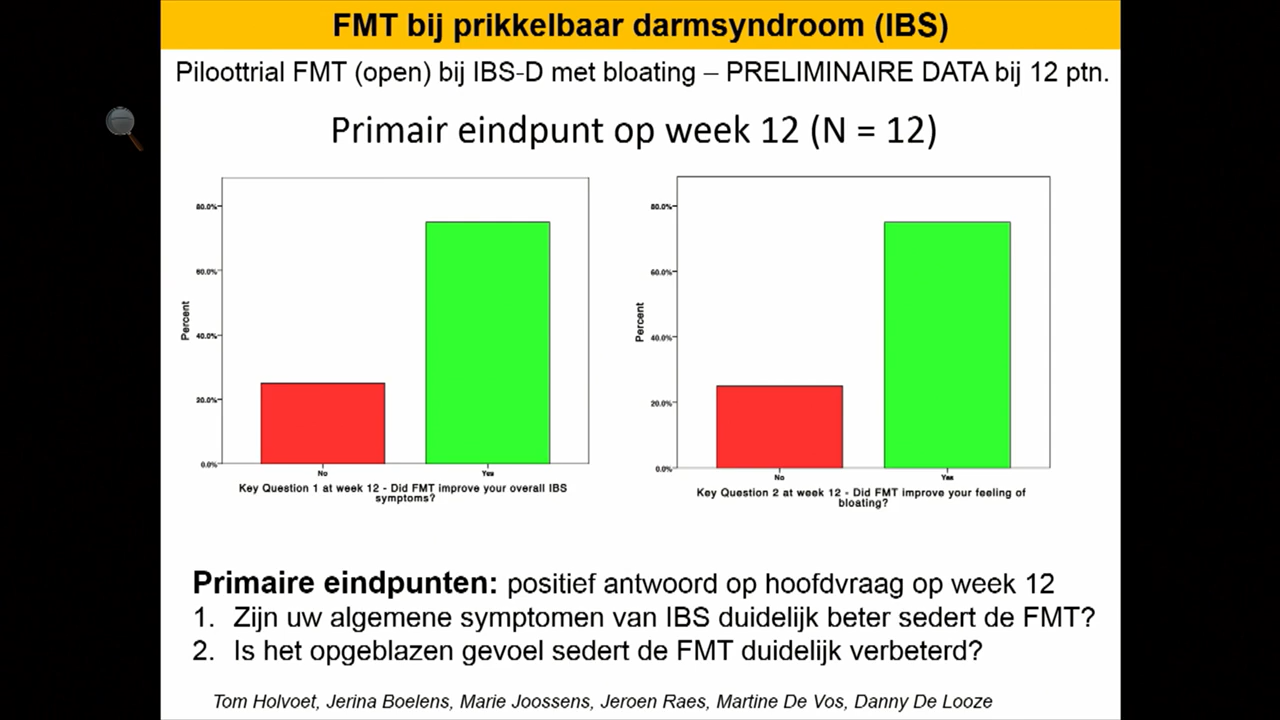 FMT bij prikkelbaar darmsyndroom (IBS)
Piloottrial FMT (open) bij IBS-D met bloating – PRELIMINAIRE DATA bij 12 ptn.
Primair eindpunt op week 12 (N = 12)
80.0%
60.0%
40.0%
20.0%
0.0%
Percent
No
Yes
Key Question 1 at week 12 - Did FMT improve your overall IBS
symptoms?
80.0%
60.0%
40.0%
20.0%
0.0%
Percent
No
Yes
Key Question 2 at week 12 - Did FMT improve your feeling of
bloating?
Primaire eindpunten: positief antwoord op hoofdvraag op week 12
1. Zijn uw algemene symptomen van IBS duidelijk beter sedert de FMT?
2. Is het opgeblazen gevoel sedert de FMT duidelijk verbeterd?
Tom Holvoet, Jerina Boelens, Marie Joossens, Jeroen Raes, Martine De Vos, Danny De Looze